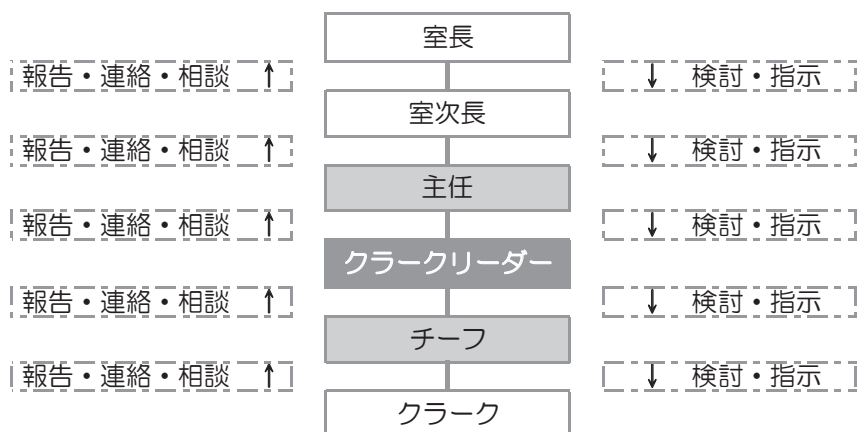 室長
報告・連絡・相談 ↑
↓ 検討・指示
室次長
報告・連絡・相談 ↑
↓ 検討・指示
主任
報告・連絡・相談 ↑
↓ 検討・指示
クラークリーダー
報告・連絡・相談 ↑
↓ 検討・指示
チーフ
報告・連絡・相談 ↑
↓ 検討・指示
クラーク